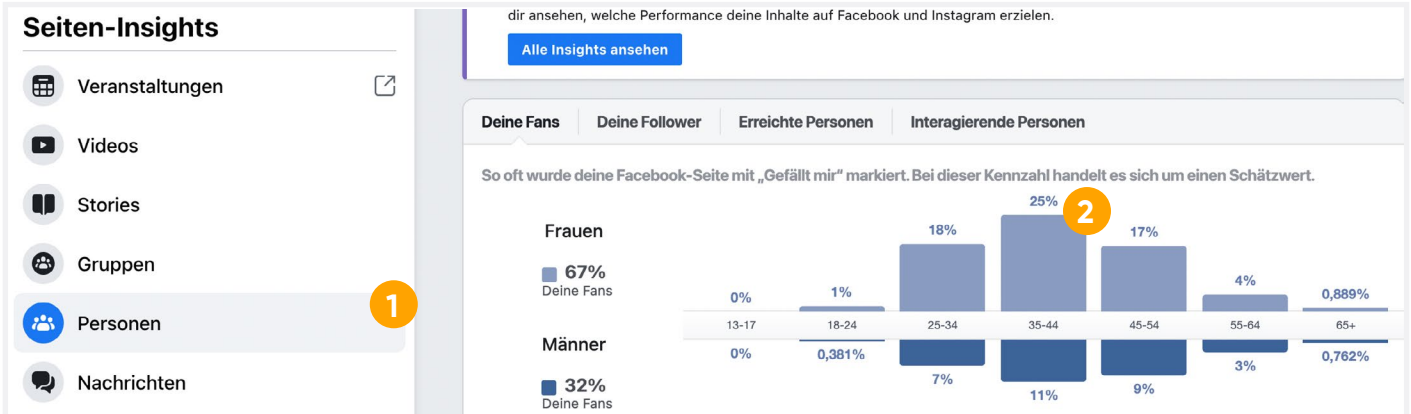 Seiten-Insights
Veranstaltungen
Videos
Stories
Gruppen
Personen
1
Nachrichten
dir ansehen, welche Performance deine Inhalte auf Facebook und Instagram erzielen.
Alle Insights ansehen
Deine Fans Deine Follower Erreichte Personen Interagierende Personen
So oft wurde deine Facebook-Seite mit „Gefällt mir“ markiert. Bei dieser Kennzahl handelt es sich um einen Schätzwert.
Frauen
67%
Deine Fans
0% 1% 18% 25% 2 17% 4% 0,889%
13-17 18-24 25-34 35-44 45-54 55-64 65+
Männer
32%
Deine Fans
0% 0,381% 7% 11% 9% 3% 0,762%